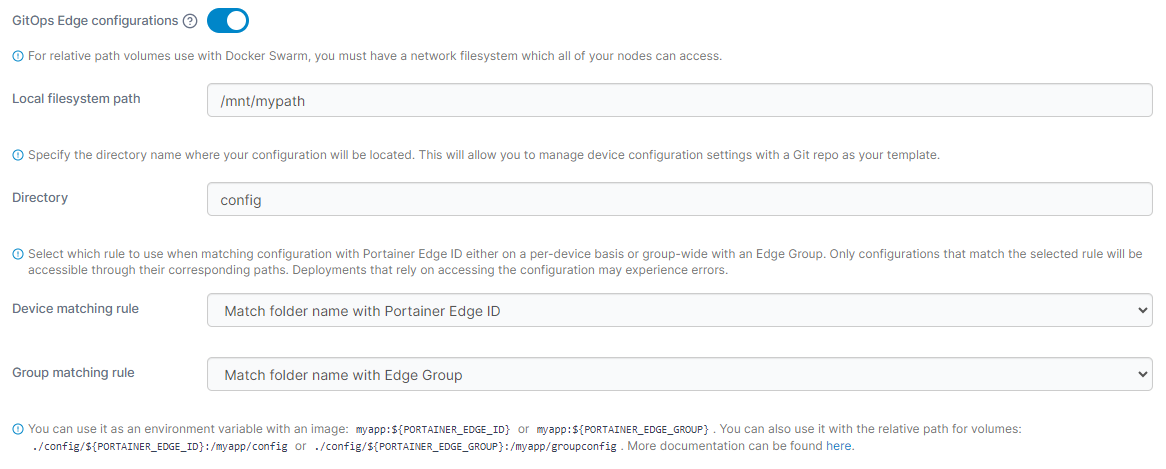 GitOps Edge configurations
For relative path volumes use with Docker Swarm, you must have a network filesystem which all of your nodes can access.
Local filesystem path
/mnt/mypath
Specify the directory name where your configuration will be located. This will allow you to manage device configuration settings with a Git repo as your template.
Directory
config
Select which rule to use when matching configuration with Portainer Edge ID either on a per-device basis or group-wide with an Edge Group. Only configurations that match the selected rule will be
accessible through their corresponding paths. Deployments that rely on accessing the configuration may experience errors.
Device matching rule
Match folder name with Portainer Edge ID
Group matching rule
Match folder name with Edge Group
You can use it as an environment variable with an image: myapp:${PORTAINER_EDGE_ID} or myapp:${PORTAINER_EDGE_GROUP} . You can also use it with the relative path for volumes:
./config/${PORTAINER_EDGE_ID}:/myapp/config or ./config/${PORTAINER_EDGE_GROUP}:/myapp/groupconfig . More documentation can be found here.